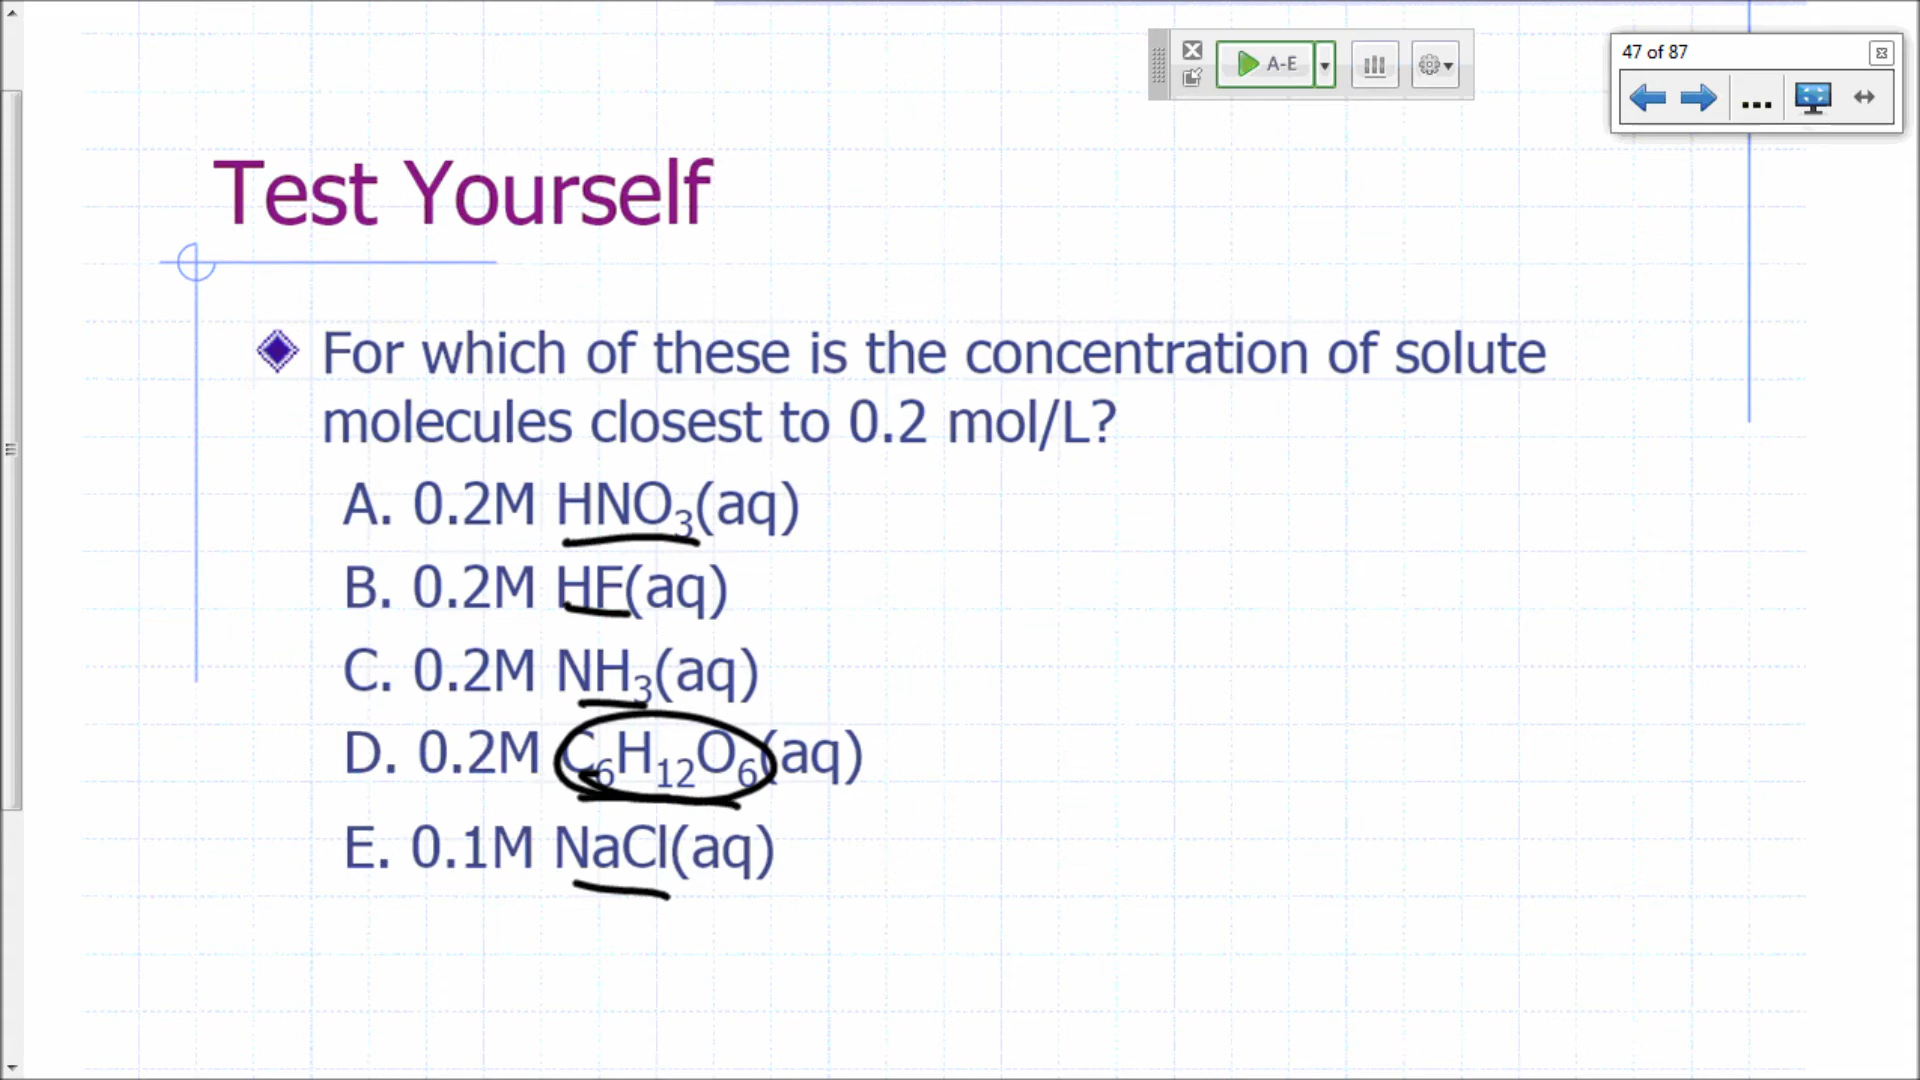 A-E
47 of 87
Test Yourself
For which of these is the concentration of solute
molecules closest to 0.2 mol/L?
A. 0.2M HNO₃(aq)
B. 0.2M HF(aq)
C. 0.2M NH₃(aq)
D. 0.2M C₆H₁₂O₆(aq)
E. 0.1M NaCl(aq)